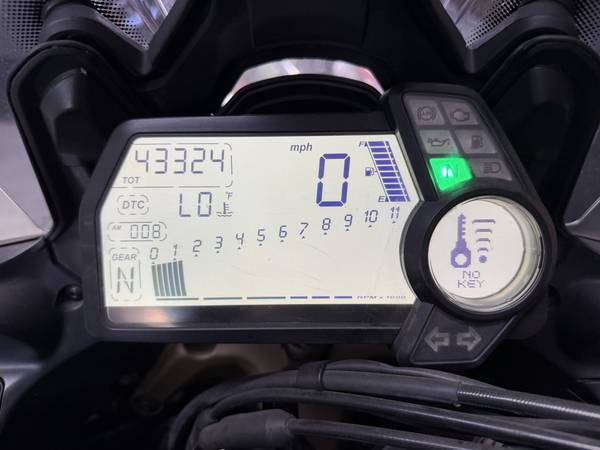 mph
F
43324
TOT
0
DTC
LO
°F
E
AM
008
0 1 2 3 4 5 6 7 8 9 10 11
GEAR
N
RPM x 1000
N
NO
KEY